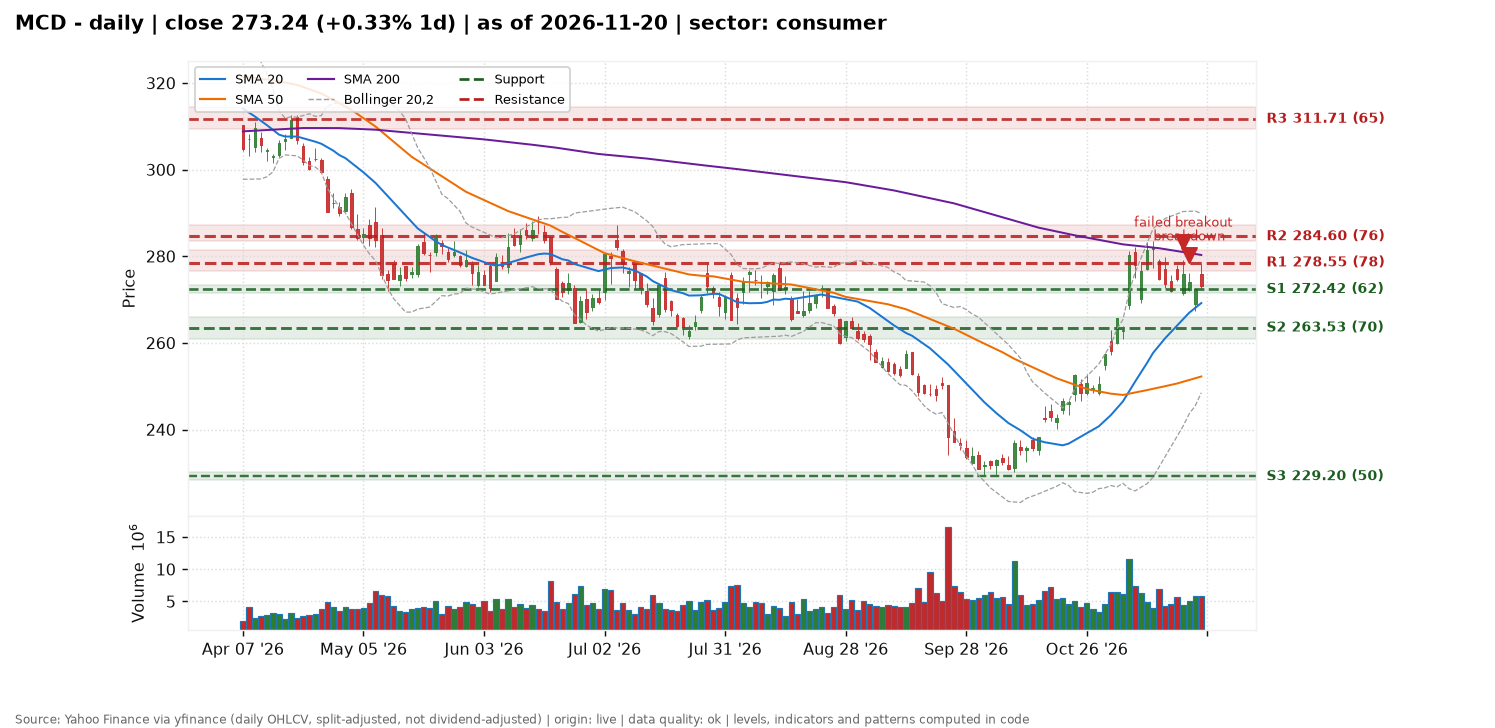 MCD - daily | close 273.24 (+0.33% 1d) | as of 2026-11-20 | sector: consumer
SMA 20
SMA 50
SMA 200
Bollinger 20,2
Support
Resistance
Price
320
300
280
260
240
R3 311.71 (65)
failed breakout
breakdown
R2 284.60 (76)
R1 278.55 (78)
S1 272.42 (62)
S2 263.53 (70)
S3 229.20 (50)
Volume 10⁶
15
10
5
Apr 07 '26
May 05 '26
Jun 03 '26
Jul 02 '26
Jul 31 '26
Aug 28 '26
Sep 28 '26
Oct 26 '26
Source: Yahoo Finance via yfinance (daily OHLCV, split-adjusted, not dividend-adjusted) | origin: live | data quality: ok | levels, indicators and patterns computed in code